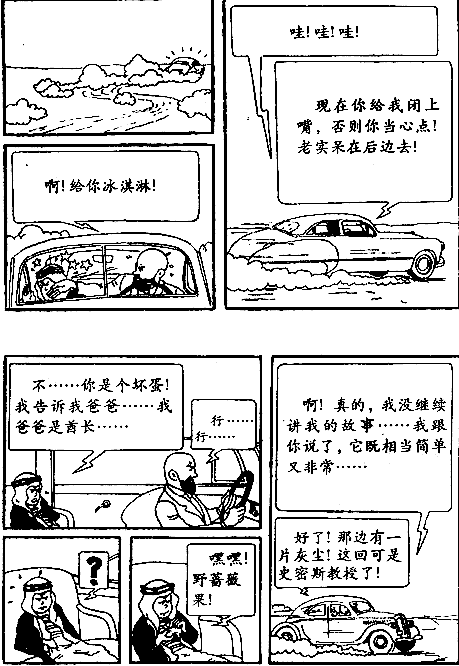 啊!给你冰淇淋!
哇!哇!哇!
现在你给我闭上
嘴,否则你当心点!
老实呆在后边去!
不……你是个坏蛋!
我告诉我爸爸……我
爸爸是酋长……
行……
行……
?
嘿嘿!
野蔷薇
果!
啊!真的,我没继续
讲我的故事……我跟
你说了,它既相当简单
又非常……
好了!那边有一
片灰尘!这回可是
史密斯教授了!